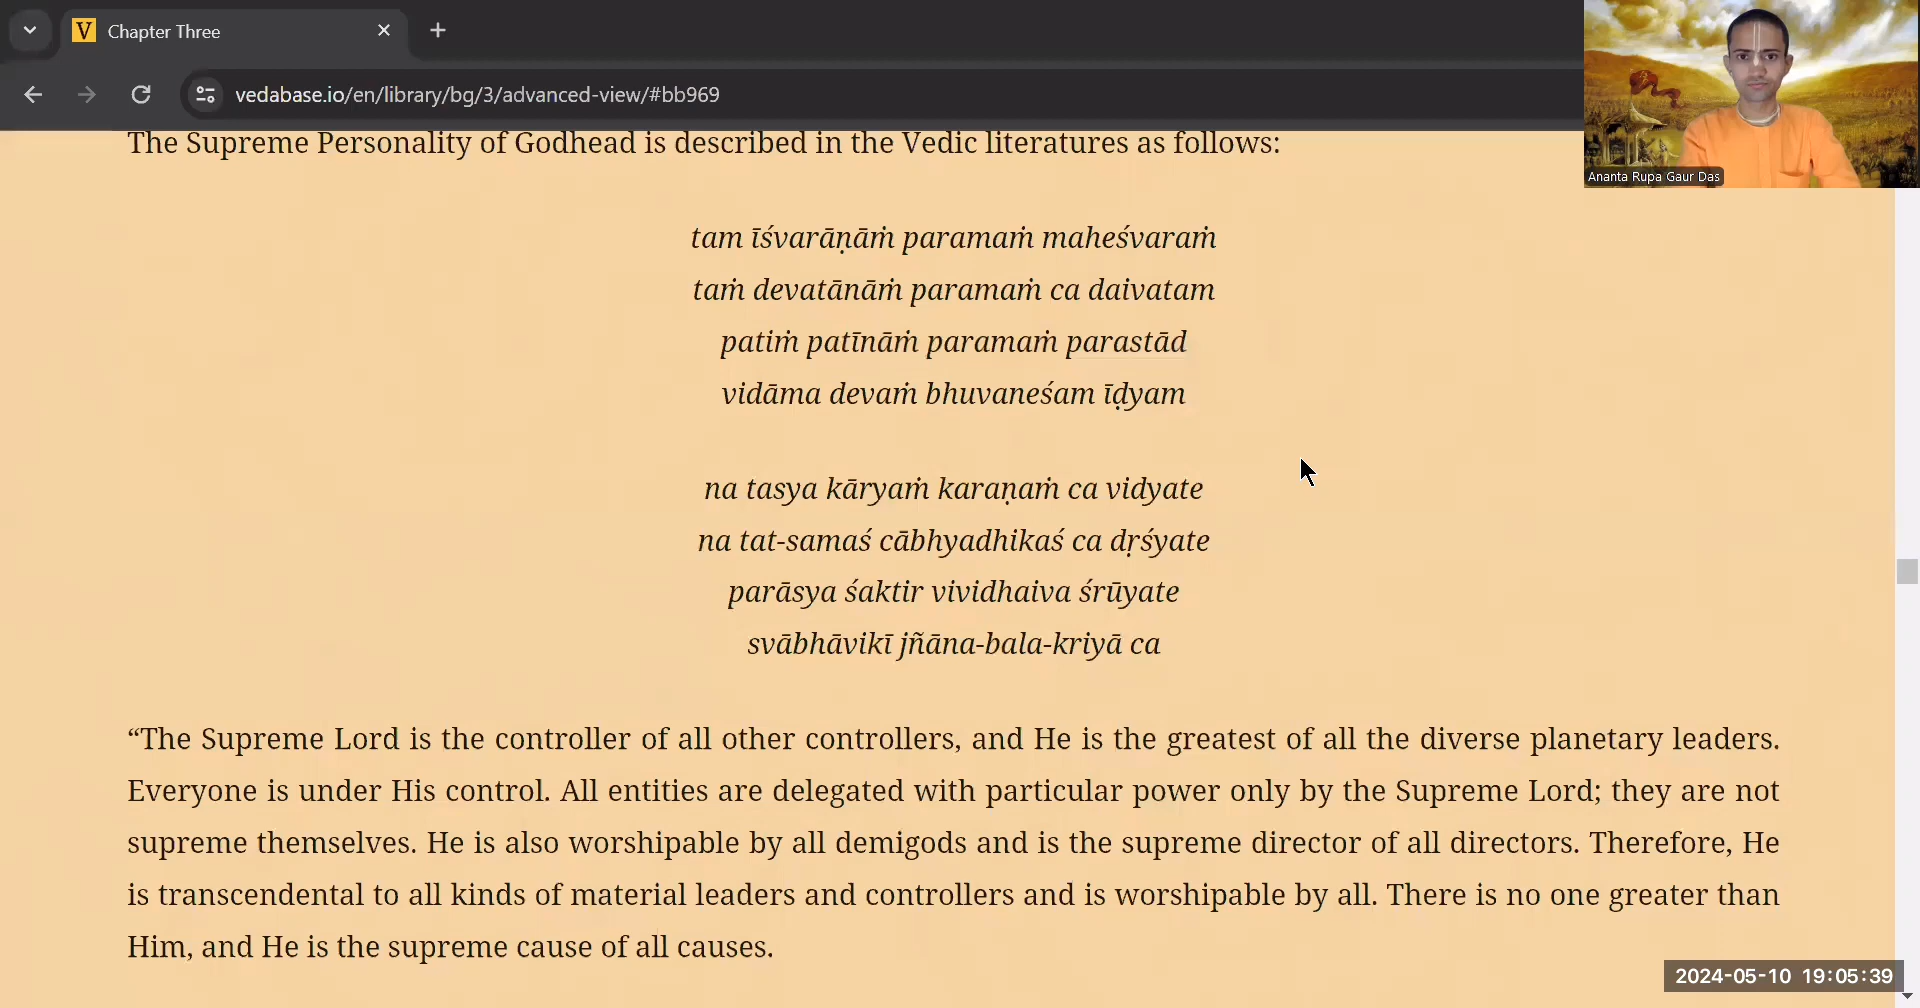 Chapter Three
vedabase.io/en/library/bg/3/advanced-view/#bb969
Ananta Rupa Gaur Das
The Supreme Personality of Godhead is described in the Vedic literatures as follows:
tam īśvarāṇāṁ paramaṁ maheśvaraṁ
taṁ devatānāṁ paramaṁ ca daivatam
patiṁ patīnāṁ paramaṁ parastād
vidāma devaṁ bhuvaneśam īḍyam
na tasya kāryaṁ karaṇaṁ ca vidyate
na tat-samaś cābhyadhikaś ca dṛśyate
parāsya śaktir vividhaiva śrūyate
svābhāvikī jñāna-bala-kriyā ca
“The Supreme Lord is the controller of all other controllers, and He is the greatest of all the diverse planetary leaders.
Everyone is under His control. All entities are delegated with particular power only by the Supreme Lord; they are not
supreme themselves. He is also worshipable by all demigods and is the supreme director of all directors. Therefore, He
is transcendental to all kinds of material leaders and controllers and is worshipable by all. There is no one greater than
Him, and He is the supreme cause of all causes.
2024-05-10 19:05:39